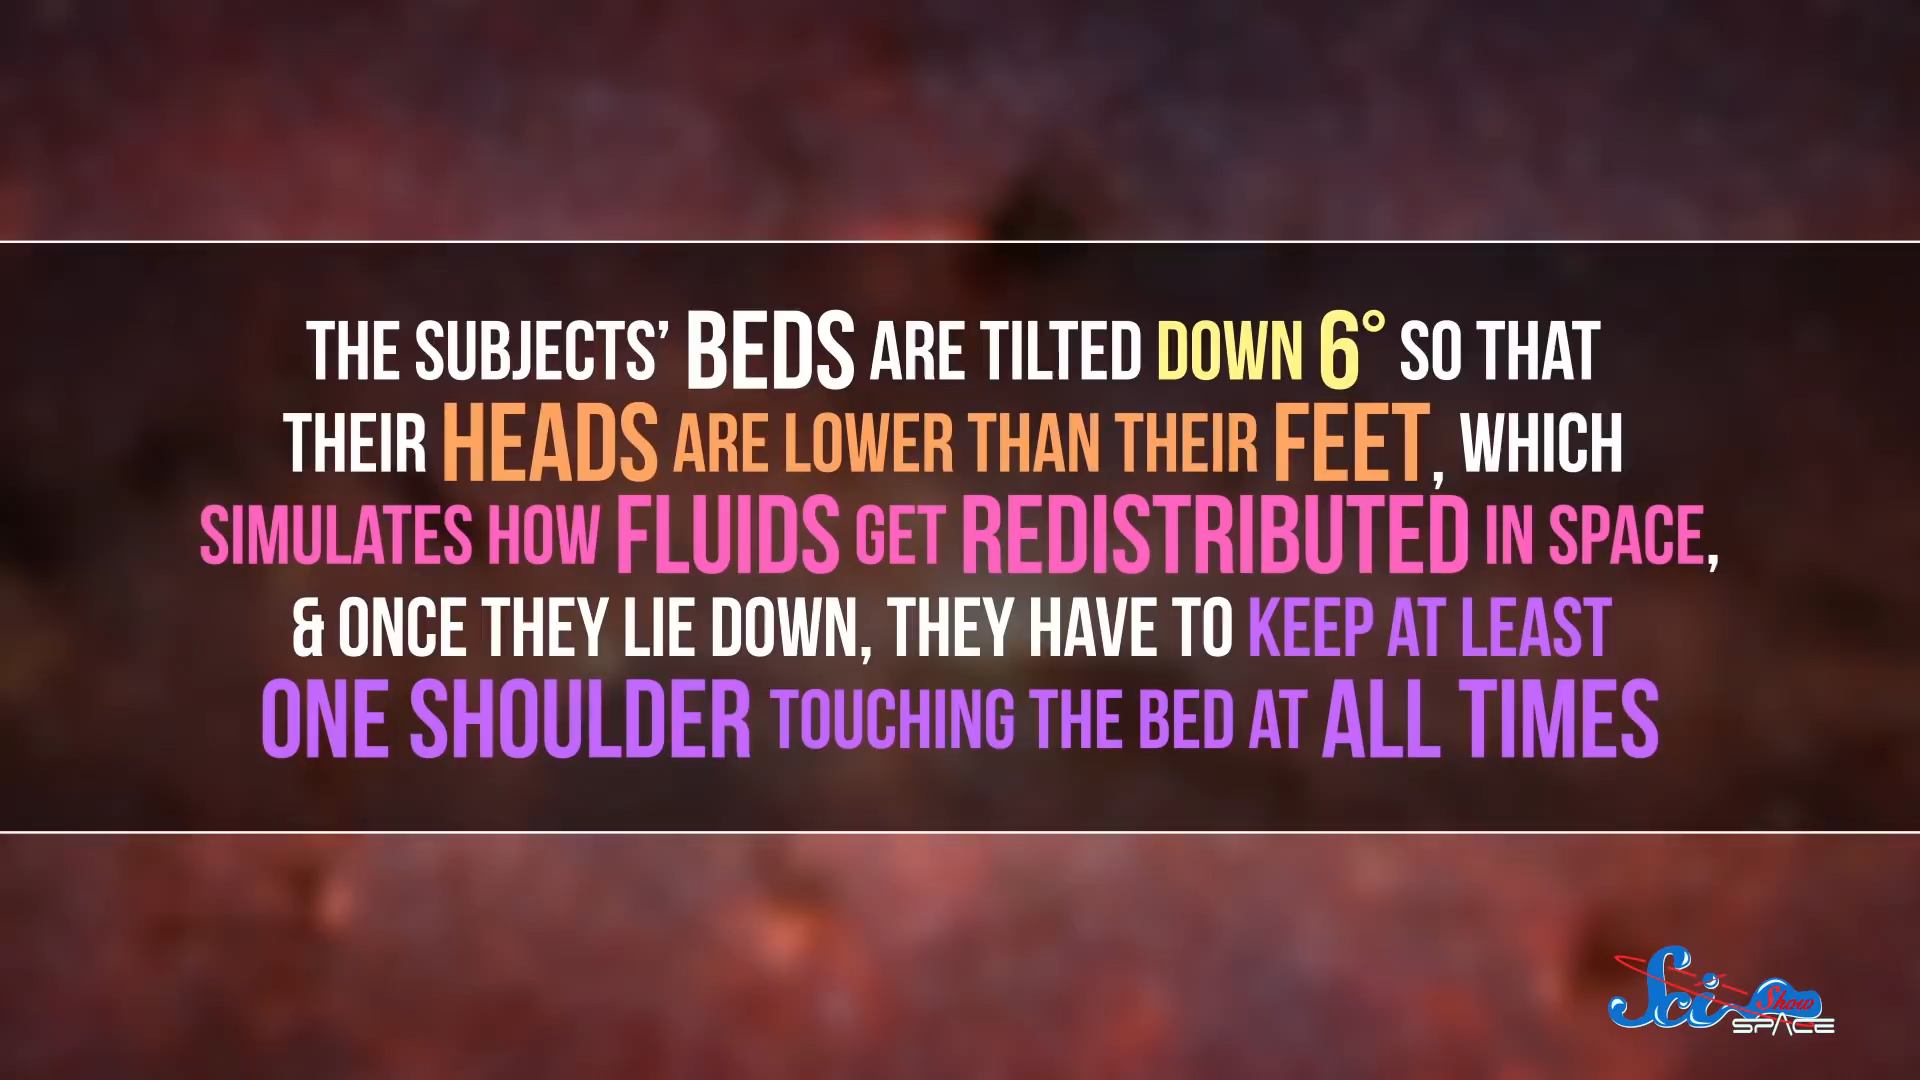 THE SUBJECTS’ BEDS ARE TILTED DOWN 6° SO THAT
THEIR HEADS ARE LOWER THAN THEIR FEET, WHICH
SIMULATES HOW FLUIDS GET REDISTRIBUTED IN SPACE,
& ONCE THEY LIE DOWN, THEY HAVE TO KEEP AT LEAST
ONE SHOULDER TOUCHING THE BED AT ALL TIMES
Sci Show
SPACE